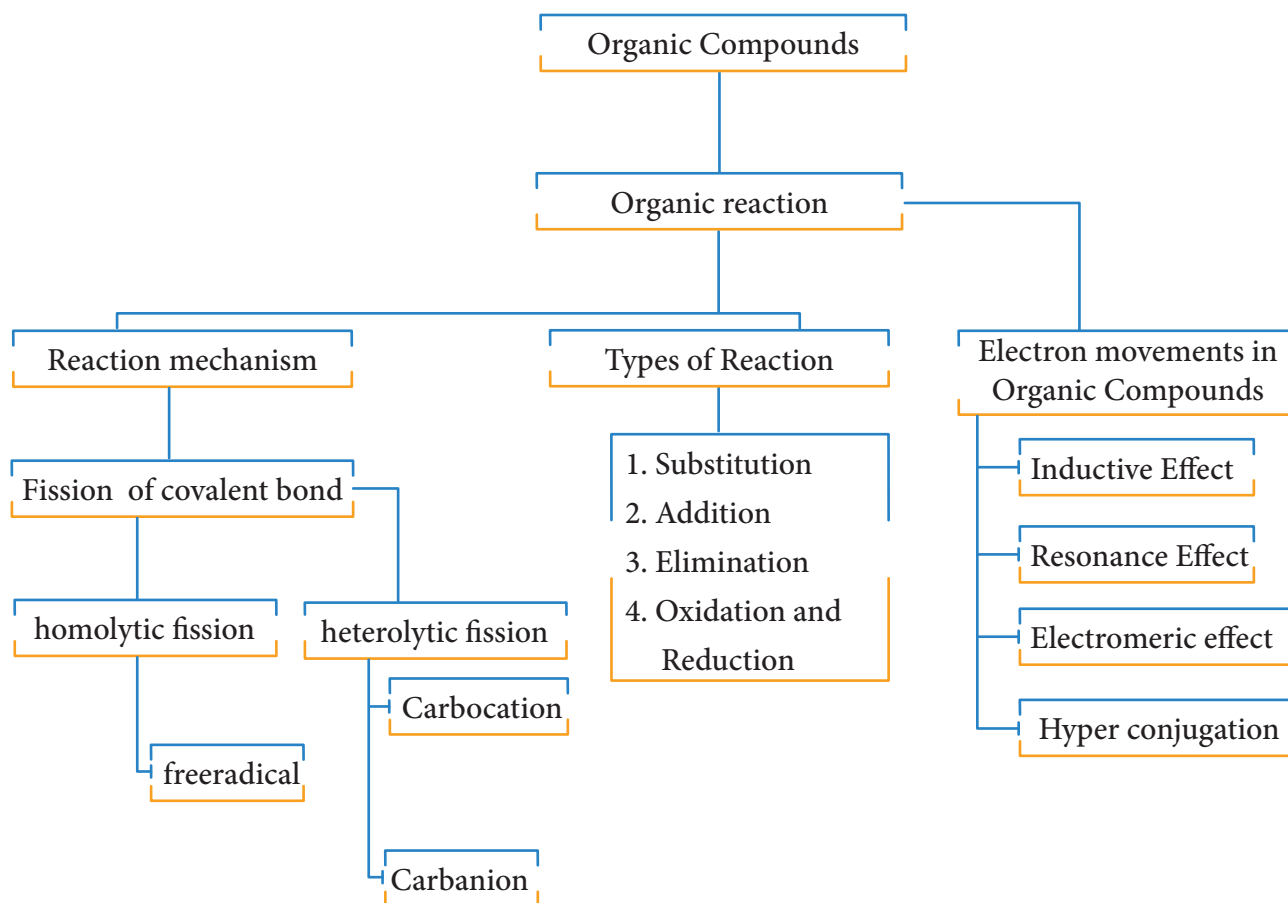 Organic Compounds
Organic reaction
Reaction mechanism
Types of Reaction
Electron movements in
Organic Compounds
Fission of covalent bond
1. Substitution
2. Addition
3. Elimination
4. Oxidation and
Reduction
Inductive Effect
Resonance Effect
Electromeric effect
Hyper conjugation
homolytic fission
heterolytic fission
Carbocation
freeradical
Carbanion